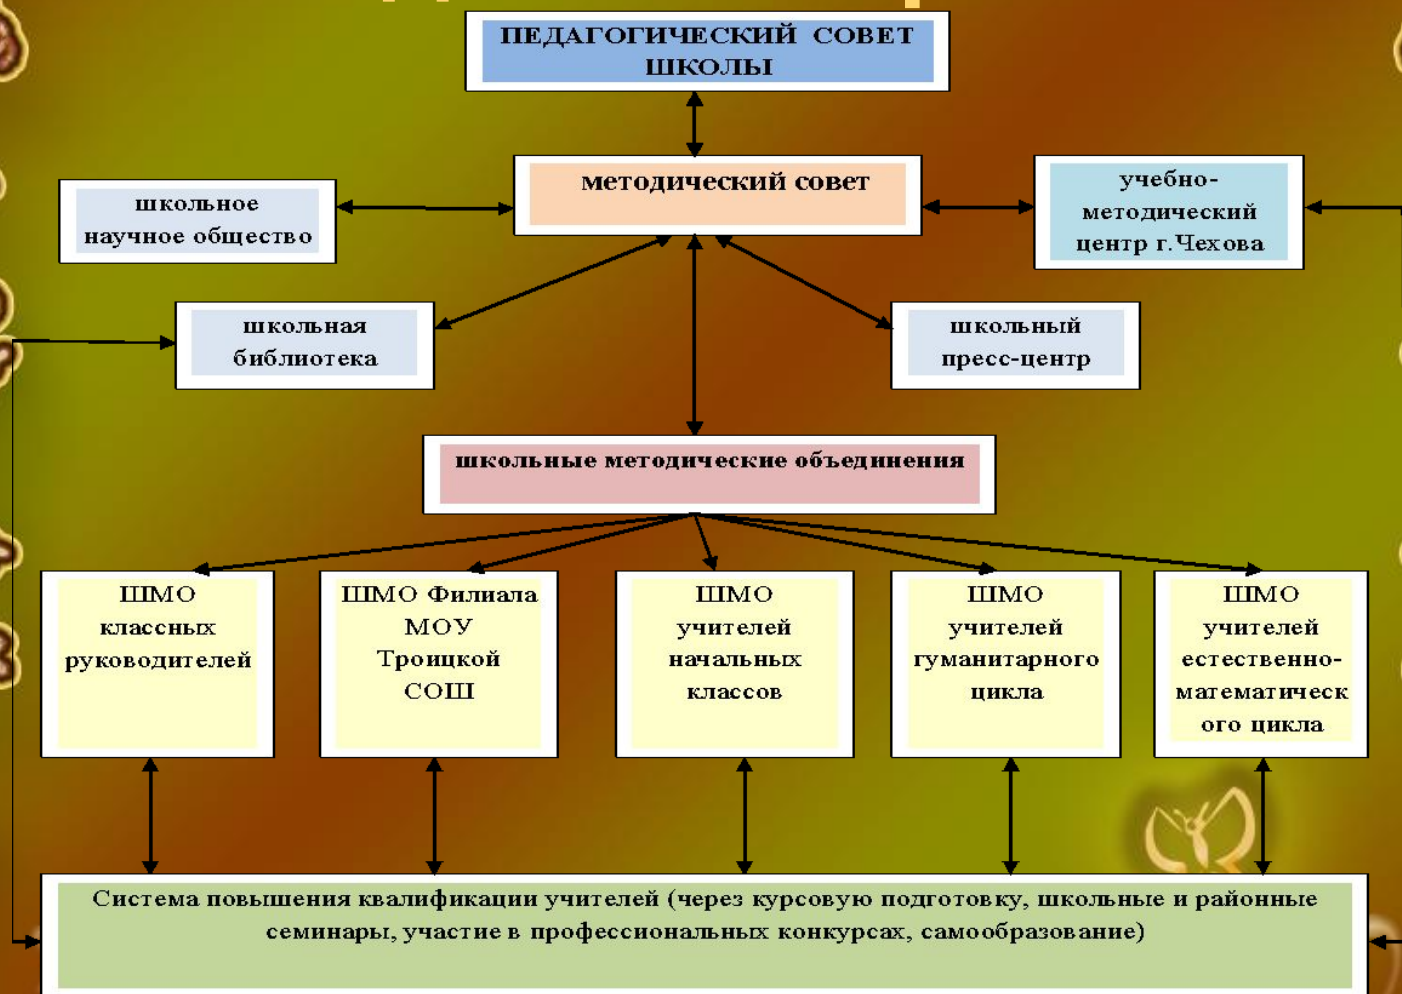 ПЕДАГОГИЧЕСКИЙ СОВЕТ
ШКОЛЫ
методический совет
учебно-
методический
центр г.Чехова
школьное
научное общество
школьная
библиотека
школьный
пресс-центр
школьные методические объединения
ШМО
классных
руководителей
ШМО Филиала
МОУ
Троицкой
СОШ
ШМО
учителей
начальных
классов
ШМО
учителей
гуманитарного
цикла
ШМО
учителей
естественно-
математическ
ого цикла
Система повышения квалификации учителей (через курсовую подготовку, школьные и районные
семинары, участие в профессиональных конкурсах, самообразование)